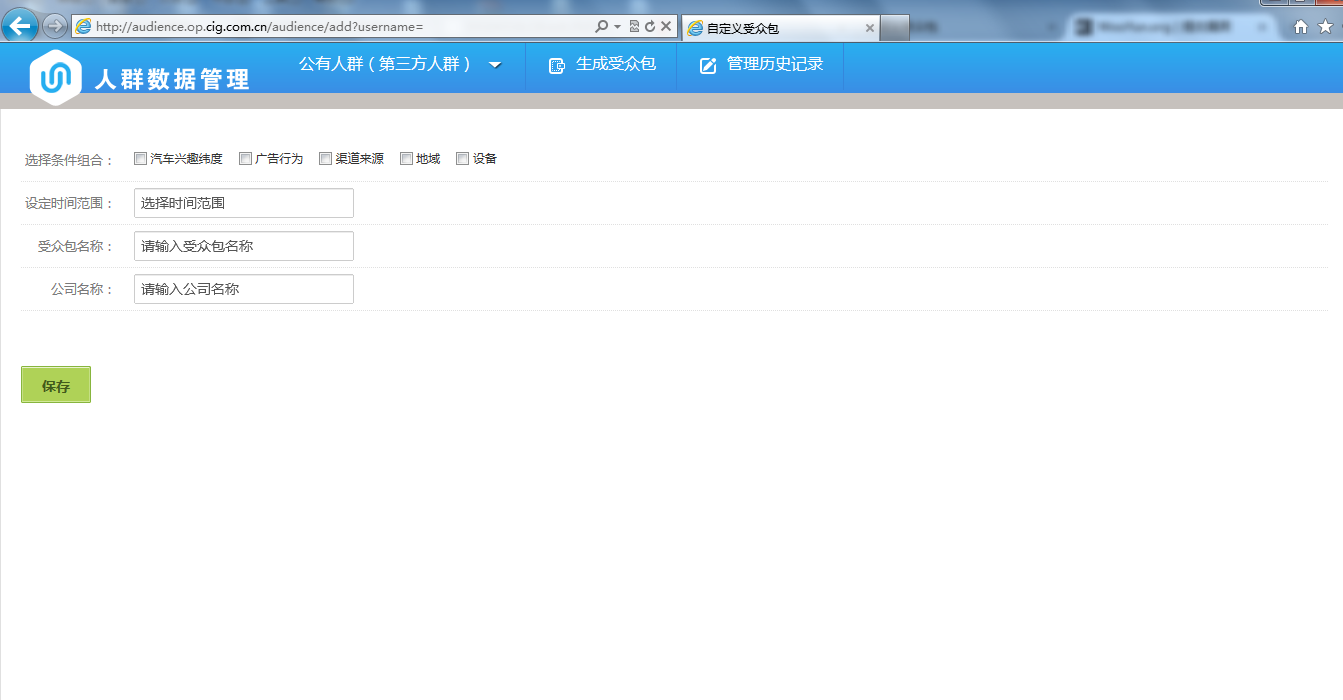 http://audience.op.cig.com.cn/audience/add?username=
自定义受众包
人群数据管理
公有人群（第三方人群）
生成受众包
管理历史记录
选择条件组合：
汽车兴趣纬度 广告行为 渠道来源 地域 设备
设定时间范围： 选择时间范围
受众包名称： 请输入受众包名称
公司名称： 请输入公司名称
保存